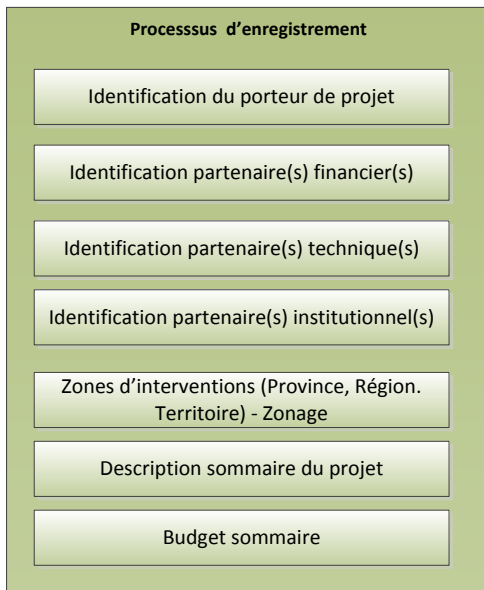 Processsus d'enregistrement
Identification du porteur de projet
Identification partenaire(s) financier(s)
Identification partenaire(s) technique(s)
Identification partenaire(s) institutionnel(s)
Zones d'interventions (Province, Région.
Territoire) - Zonage
Description sommaire du projet
Budget sommaire